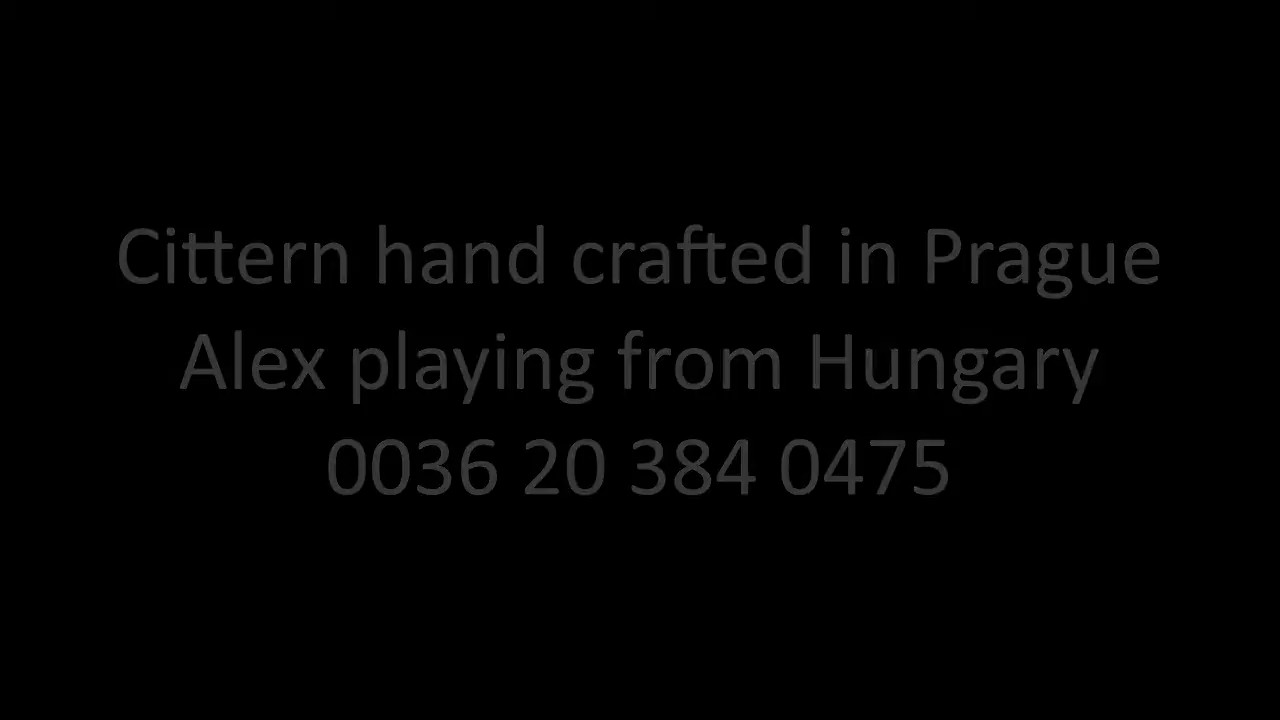 Cittern hand crafted in Prague
Alex playing from Hungary
0036 20 384 0475